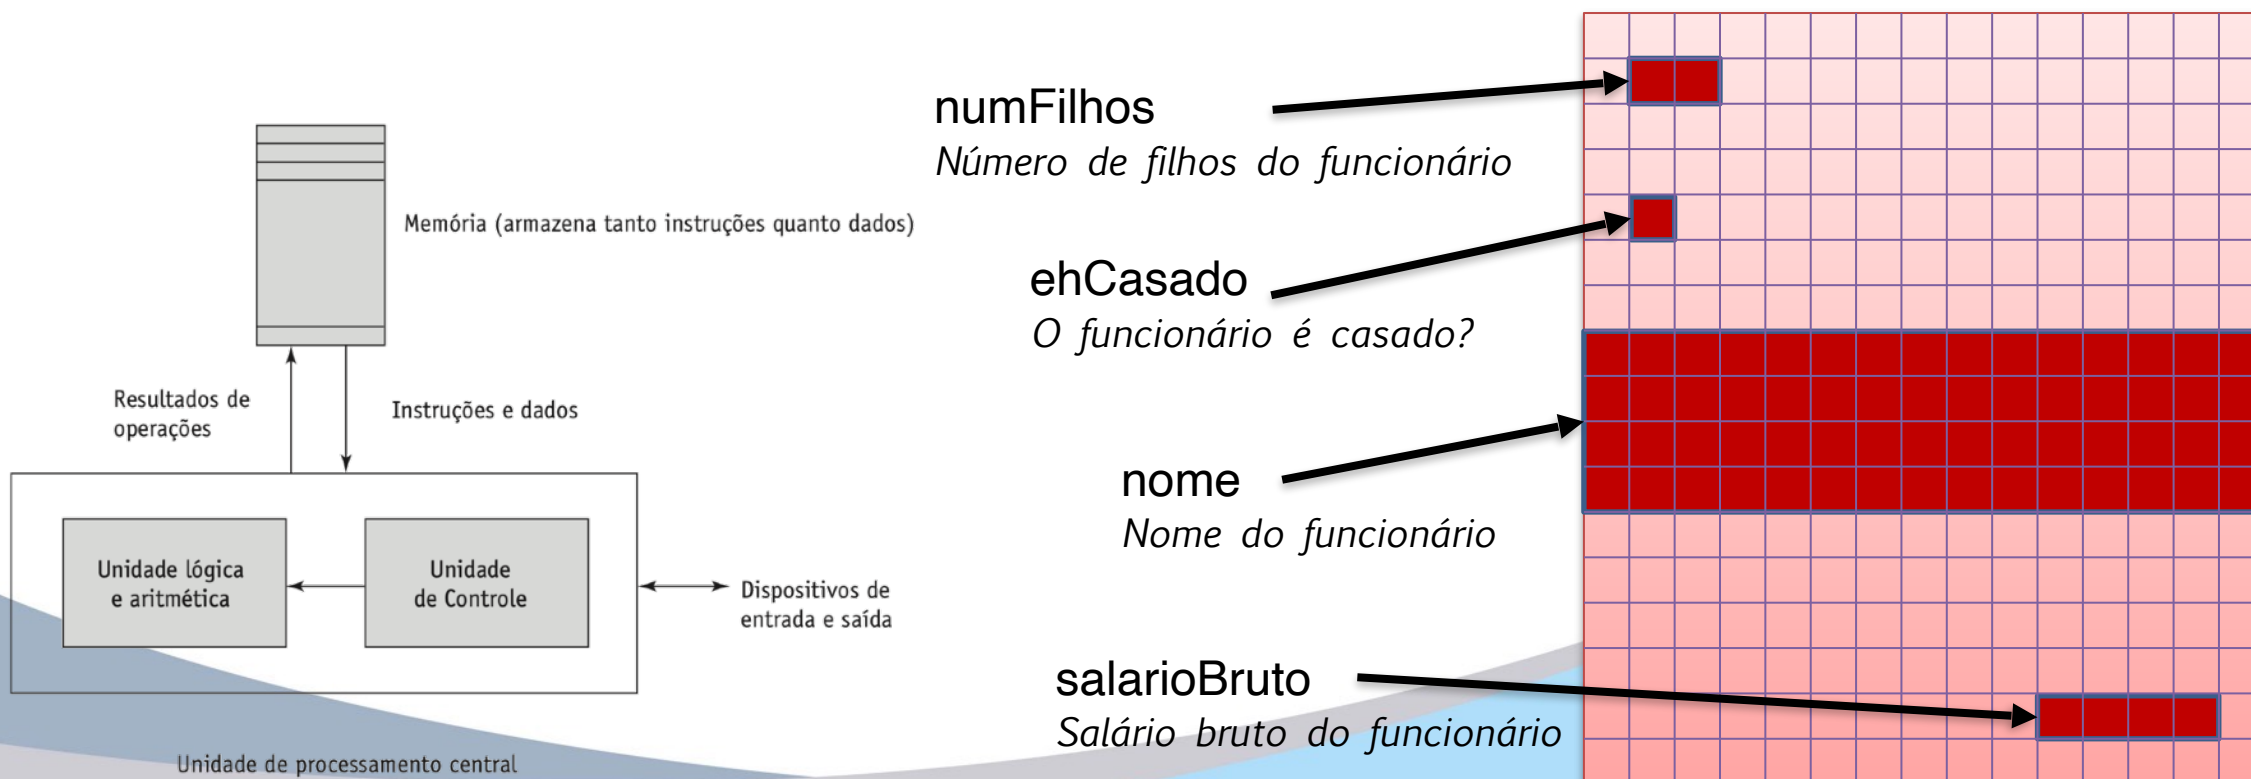 Memória (armazena tanto instruções quanto dados)
Resultados de
operações
Instruções e dados
Unidade lógica
e aritmética
Unidade
de Controle
Dispositivos de
entrada e saída
Unidade de processamento central
numFilhos
Número de filhos do funcionário
ehCasado
O funcionário é casado?
nome
Nome do funcionário
salarioBruto
Salário bruto do funcionário